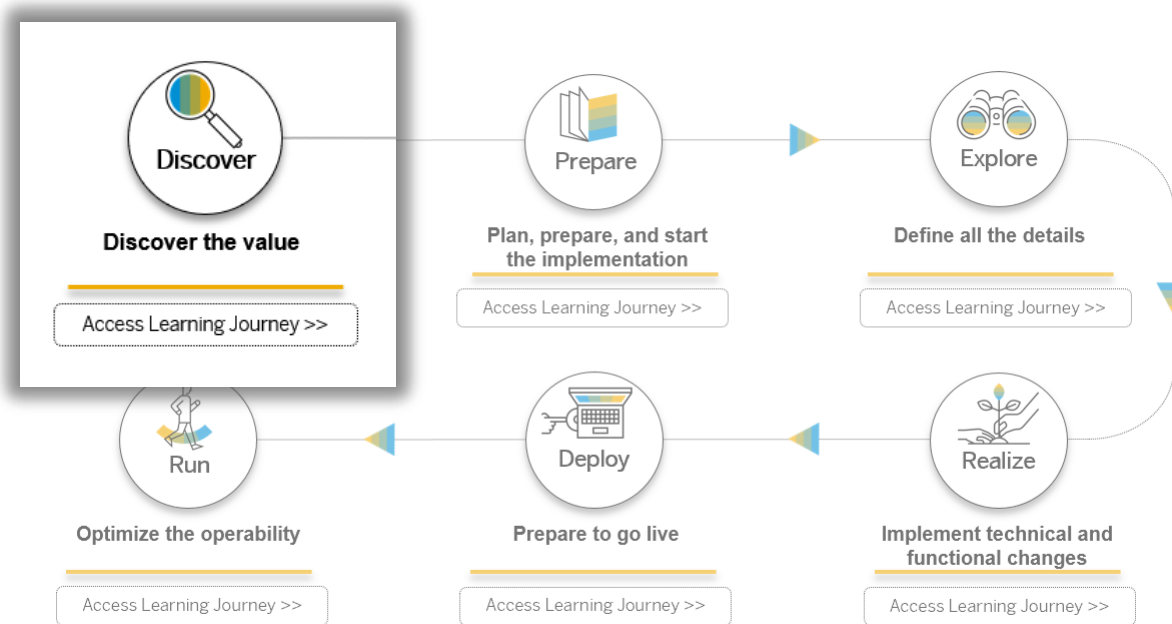 Discover
Discover the value
Access Learning Journey >>
Prepare
Plan, prepare, and start
the implementation
Access Learning Journey >>
Explore
Define all the details
Access Learning Journey >>
Run
Optimize the operability
Access Learning Journey >>
Deploy
Prepare to go live
Access Learning Journey >>
Realize
Implement technical and
functional changes
Access Learning Journey >>